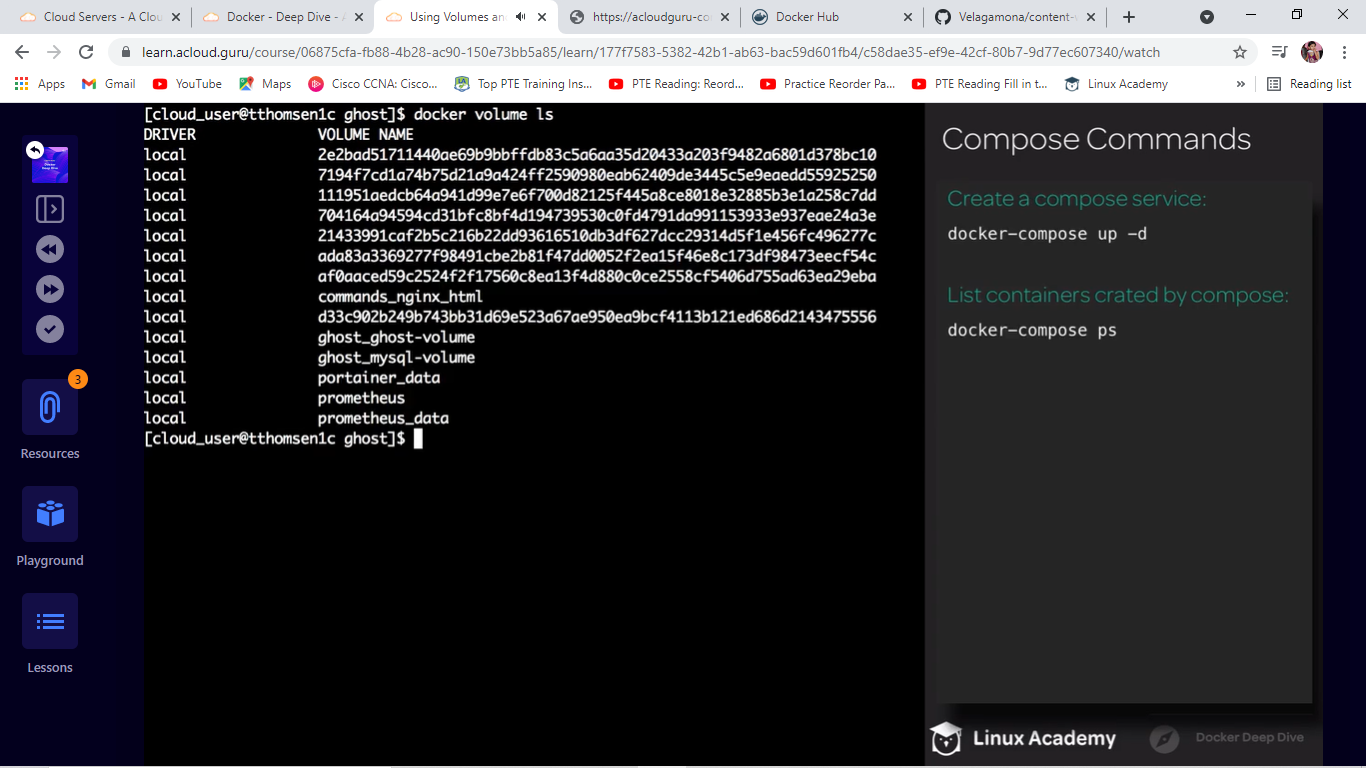 Cloud Servers - A Clou
Docker - Deep Dive - A
Using Volumes an
https://acloudguru-co
Docker Hub
Velagamona/content-
learn.acloud.guru/course/06875cfa-fb88-4b28-ac90-150e73bb5a85/learn/177f7583-5382-42b1-ab63-bac59d601fb4/c58dae35-ef9e-42cf-80b7-9d77ec607340/watch
Apps
Gmail
YouTube
Maps
Cisco CCNA: Cisco...
Top PTE Training Ins...
PTE Reading: Reord...
Practice Reorder Pa...
PTE Reading Fill in t...
Linux Academy
»
Reading list
[cloud_user@tthomsen1c ghost]$ docker volume ls
DRIVER VOLUME NAME
local 2e2bad51711440ae69b9bbffdb83c5a6aa35d20433a203f9482a6801d378bc10
local 7194f7cd1a74b75d21a9a424ff2590980eab62409de3445c5e9eaedd55925250
local 111951aedcb64a941d99e7e6f700d82125f445a8ce8018e32885b3e1a258c7dd
local 704164a94594cd31bfc8bf4d194739530c0fd4791da991153933e937eae24a3e
local 21433991caf2b5c216b22dd93616510db3df627dcc29314d5f1e456fc496277c
local ada83a3369277f98491cbe2b81f47dd0052f2ea15f46e8c173df98473eecf54c
local af0aaced59c2524f2f17560c8ea13f4d880c0ce2558cf5406d755ad63ea29eba
local commands_nginx_html
local d33c902b249b743bb31d69e523a67ae950ea9bcf4113b121ed686d2143475556
local ghost_ghost-volume
local ghost_mysql-volume
local portainer_data
local prometheus
local prometheus_data
[cloud_user@tthomsen1c ghost]$
3
Resources
Playground
Lessons
Compose Commands
Create a compose service:
docker-compose up -d
List containers crated by compose:
docker-compose ps
Linux Academy
Docker Deep Dive